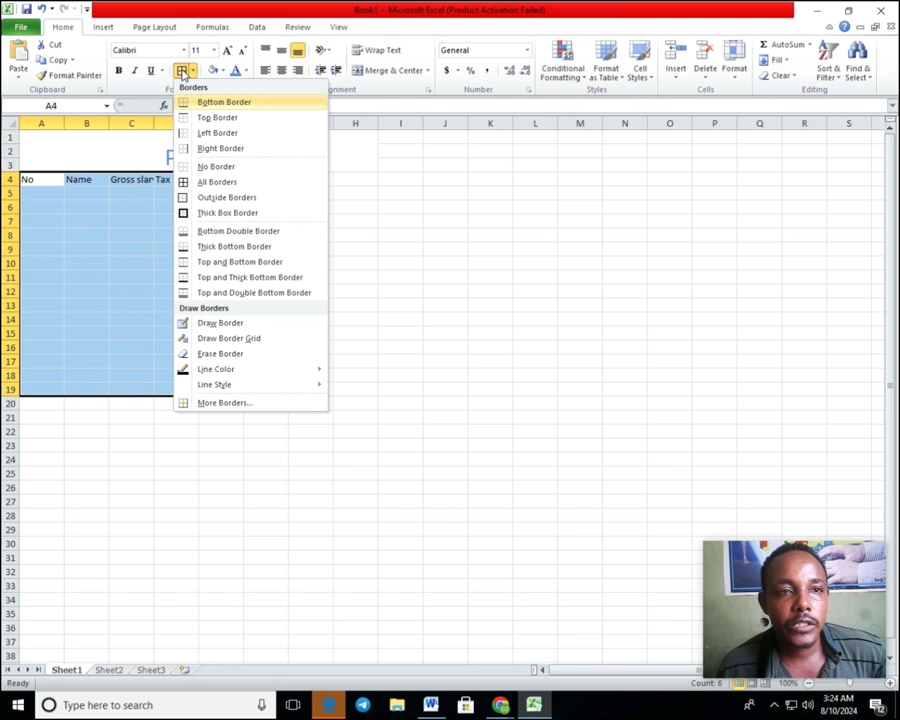 Book1 - Microsoft Excel (Product Activation Failed)
File Home Insert Page Layout Formulas Data Review View
Cut
Copy
Format Painter
Paste
Clipboard
Calibri 11
B I U
Wrap Text
Merge & Center
General
$ % ,
Number
Conditional Formatting
Format as Table
Cell Styles
Styles
Insert Delete Format
Cells
AutoSum
Fill
Clear
Sort & Filter
Find & Select
Editing
A4 fx
A B C H I J K L M N O P Q R S
1
2
3
4 No Name Gross slar Tax
5
6
7
8
9
10
11
12
13
14
15
16
17
18
19
20
21
22
23
24
25
26
27
28
29
30
31
32
33
34
35
36
37
38
Borders
Bottom Border
Top Border
Left Border
Right Border
No Border
All Borders
Outside Borders
Thick Box Border
Bottom Double Border
Thick Bottom Border
Top and Bottom Border
Top and Thick Bottom Border
Top and Double Bottom Border
Draw Borders
Draw Border
Draw Border Grid
Erase Border
Line Color
Line Style
More Borders...
Sheet1 Sheet2 Sheet3
Ready Count: 6 100%
Type here to search
3:24 AM
8/10/2024
12